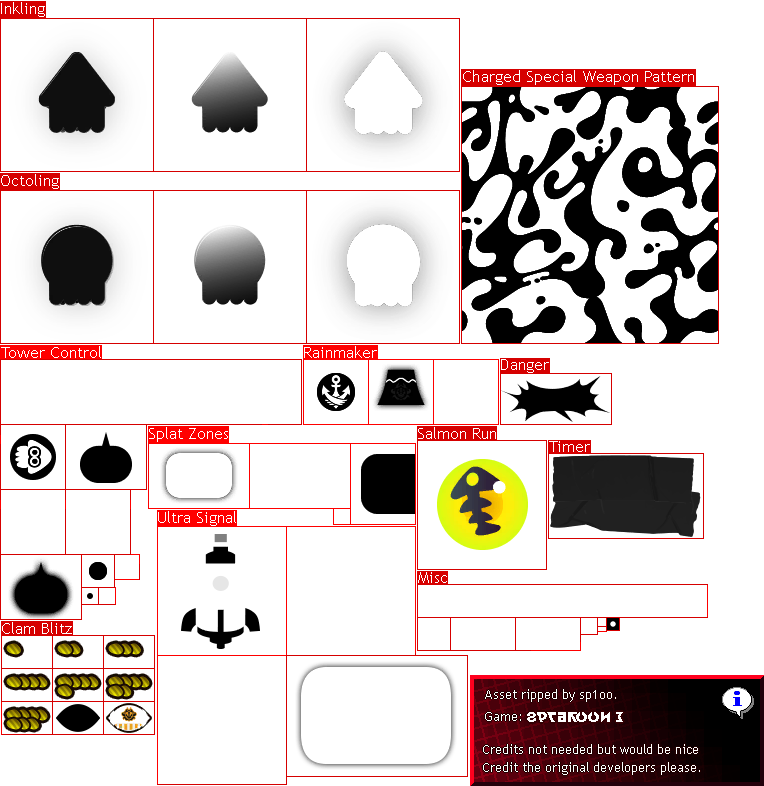 Inkling
Charged Special Weapon Pattern
Octoling
Tower Control
Rainmaker
Danger
Splat Zones
Salmon Run
Timer
Ultra Signal
Misc
Clam Blitz
Asset ripped by sp1oo.
Game:
Credits not needed but would be nice
Credit the original developers please.